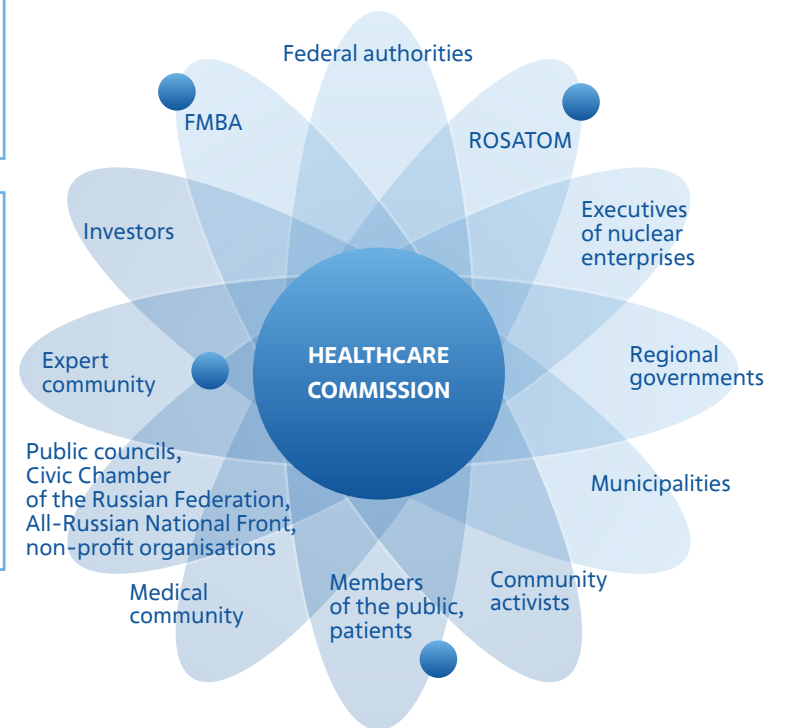 Federal authorities
FMBA
ROSATOM
Investors
Executives
of nuclear
enterprises
HEALTHCARE
COMMISSION
Expert
community
Regional
governments
Public councils,
Civic Chamber
of the Russian Federation,
All-Russian National Front,
non-profit organisations
Municipalities
Medical
community
Members
of the public,
patients
Community
activists